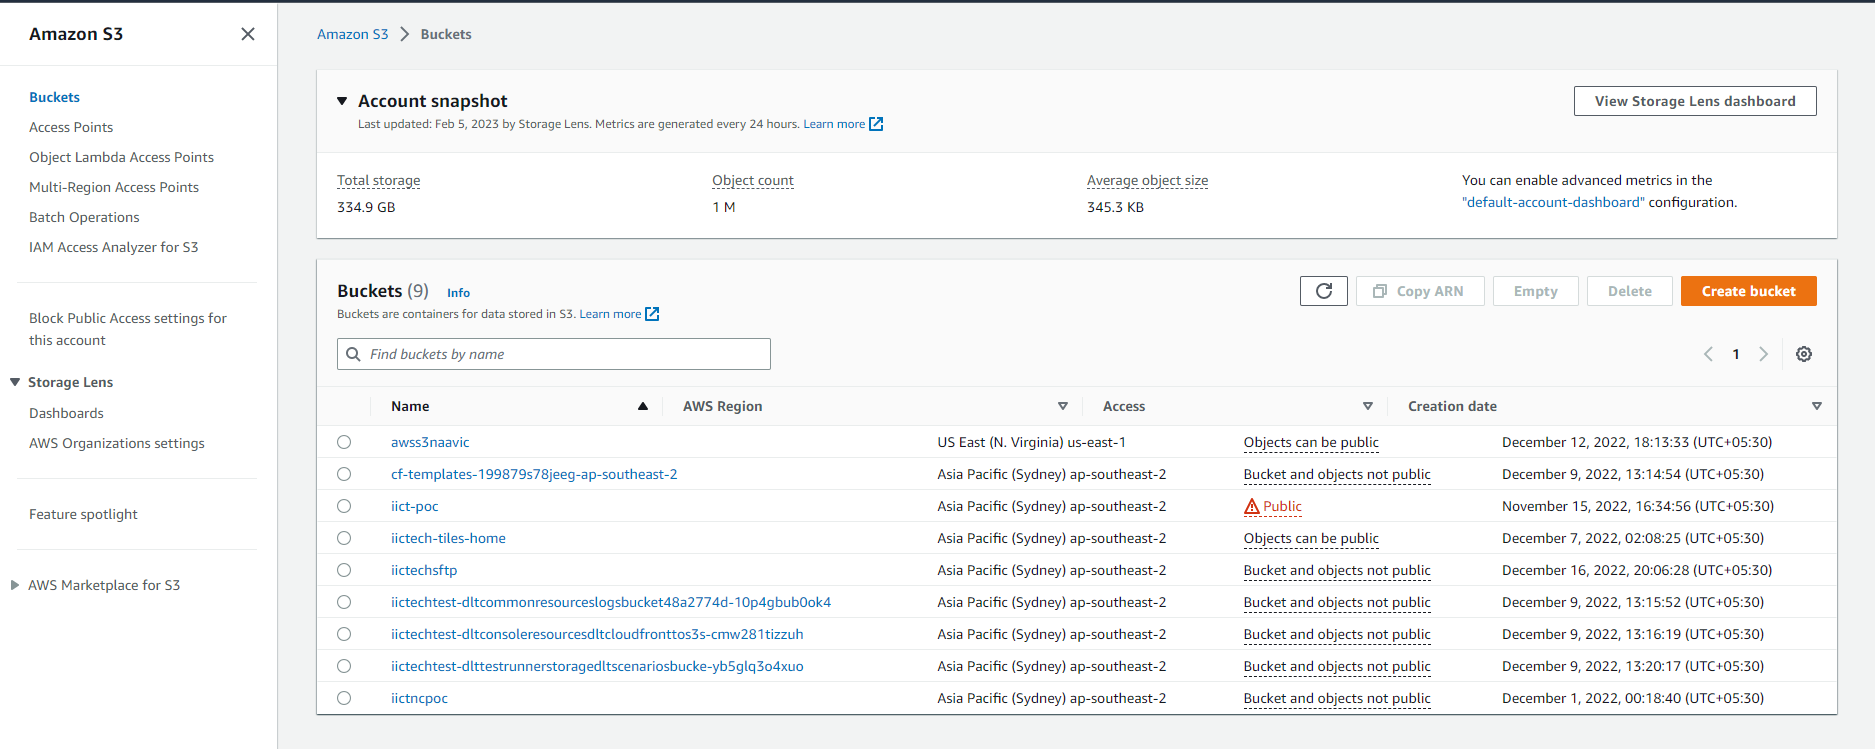 Amazon S3
Buckets
Access Points
Object Lambda Access Points
Multi-Region Access Points
Batch Operations
IAM Access Analyzer for S3
Block Public Access settings for
this account
Storage Lens
Dashboards
AWS Organizations settings
Feature spotlight
AWS Marketplace for S3
Amazon S3 Buckets
Account snapshot
View Storage Lens dashboard
Last updated: Feb 5, 2023 by Storage Lens. Metrics are generated every 24 hours. Learn more
Total storage Object count Average object size You can enable advanced metrics in the
334.9 GB 1 M 345.3 KB "default-account-dashboard" configuration.
Buckets (9) Info
Copy ARN Empty Delete Create bucket
Buckets are containers for data stored in S3. Learn more
Find buckets by name
1
Name AWS Region Access Creation date
awss3naavic US East (N. Virginia) us-east-1 Objects can be public December 12, 2022, 18:13:33 (UTC+05:30)
cf-templates-199879s78jeeg-ap-southeast-2 Asia Pacific (Sydney) ap-southeast-2 Bucket and objects not public December 9, 2022, 13:14:54 (UTC+05:30)
iict-poc Asia Pacific (Sydney) ap-southeast-2 Public November 15, 2022, 16:34:56 (UTC+05:30)
iictech-tiles-home Asia Pacific (Sydney) ap-southeast-2 Objects can be public December 7, 2022, 02:08:25 (UTC+05:30)
iictechsftp Asia Pacific (Sydney) ap-southeast-2 Bucket and objects not public December 16, 2022, 20:06:28 (UTC+05:30)
iictechtest-dltcommonresourceslogsbucket48a2774d-10p4gbub0ok4 Asia Pacific (Sydney) ap-southeast-2 Bucket and objects not public December 9, 2022, 13:15:52 (UTC+05:30)
iictechtest-dltconsoleresourcesdltcloudfronttos3s-cmw281tizzuh Asia Pacific (Sydney) ap-southeast-2 Bucket and objects not public December 9, 2022, 13:16:19 (UTC+05:30)
iictechtest-dlttestrunnerstoragedltscenariosbucke-yb5glq3o4xuo Asia Pacific (Sydney) ap-southeast-2 Bucket and objects not public December 9, 2022, 13:20:17 (UTC+05:30)
iictncpoc Asia Pacific (Sydney) ap-southeast-2 Bucket and objects not public December 1, 2022, 00:18:40 (UTC+05:30)